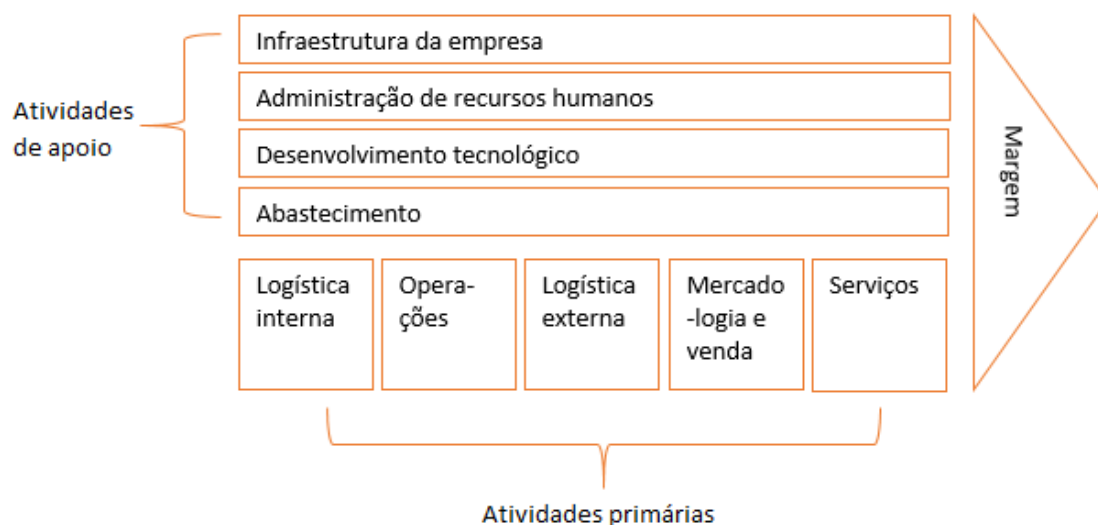 Infraestrutura da empresa
Administração de recursos humanos
Atividades
de apoio
Desenvolvimento tecnológico
Abastecimento
Margem
Logística
interna
Opera-
ções
Logística
externa
Mercado
-logia e
venda
Serviços
Atividades primárias